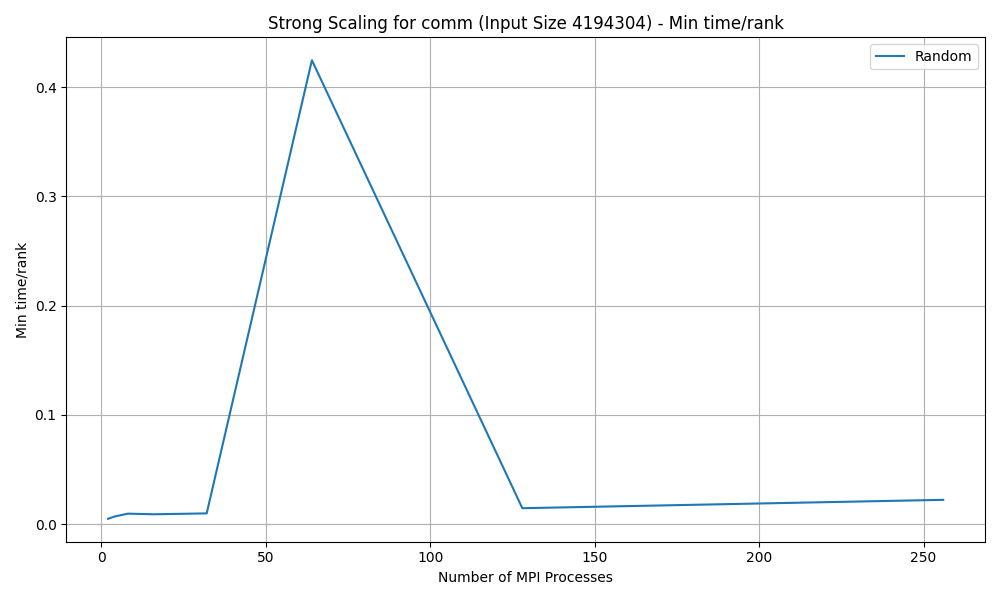 Strong Scaling for comm (Input Size 4194304) - Min time/rank
Random
Min time/rank
0.4
0.3
0.2
0.1
0.0
0
50
100
150
200
250
Number of MPI Processes